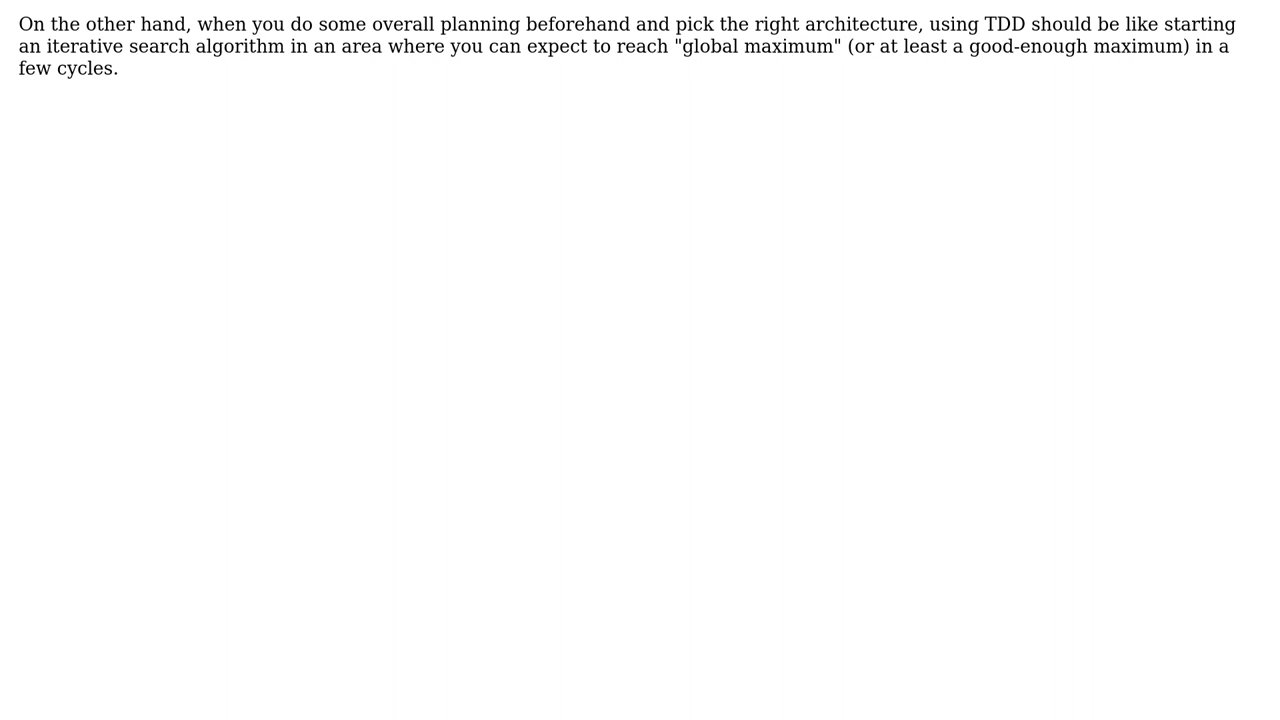 On the other hand, when you do some overall planning beforehand and pick the right architecture, using TDD should be like starting
an iterative search algorithm in an area where you can expect to reach "global maximum" (or at least a good-enough maximum) in a
few cycles.